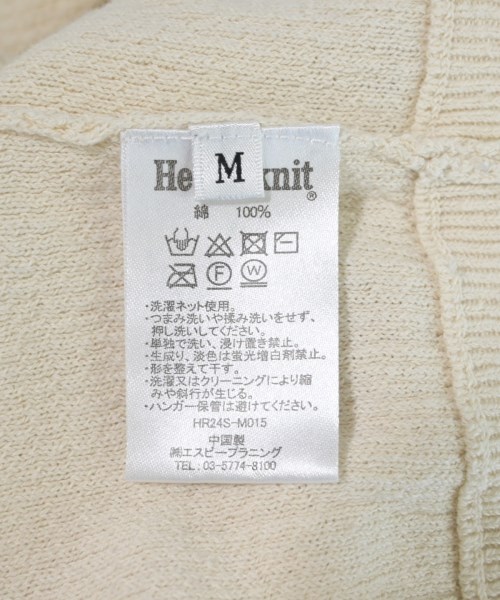 M
knit
®
綿 100%
F W
・洗濯ネット使用。
・つまみ洗いや揉み洗いをせず、
押し洗いしてください。
・単独で洗い、浸け置き禁止。
・生成り、淡色は蛍光増白剤禁止。
・形を整えて干す。
・洗濯又はクリーニングにより縮
みや斜行が生じる。
・ハンガー保管は避けてください。
HR24S-M015
中国製
㈱エスピープラニング
TEL: 03-5774-8100